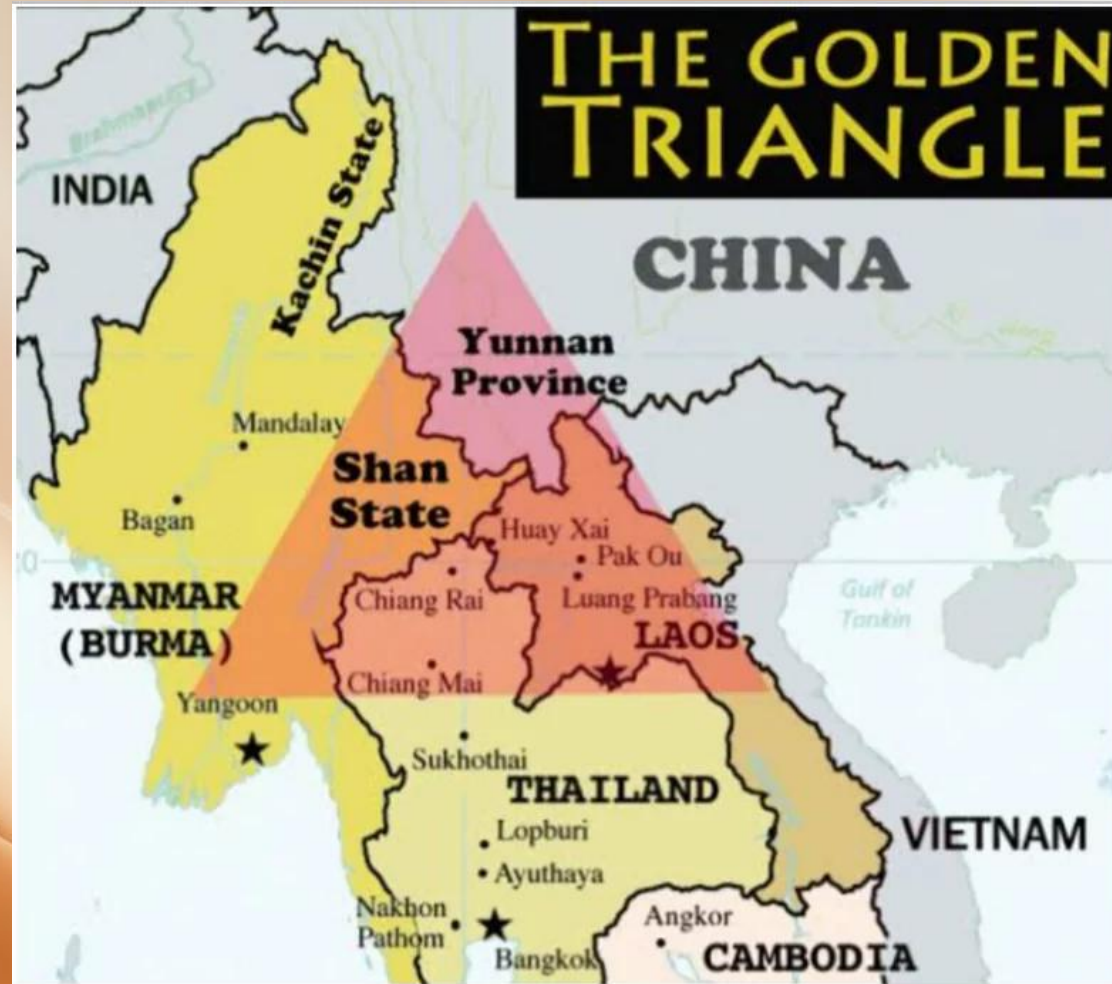 THE GOLDEN
TRIANGLE
Brahmaputra
INDIA
Kachin State
CHINA
Yunnan
Province
Mandalay
Shan
State
Bagan
Huay Xai
Pak Ou
20
MYANMAR
(BURMA)
Chiang Rai
Luang Prabang
Gulf of
Tonkin
LAOS
Chiang Mai
Yangoon
Sukhothai
THAILAND
Lopburi
VIETNAM
Ayuthaya
Nakhon
Pathom
Angkor
Bangkok
CAMBODIA